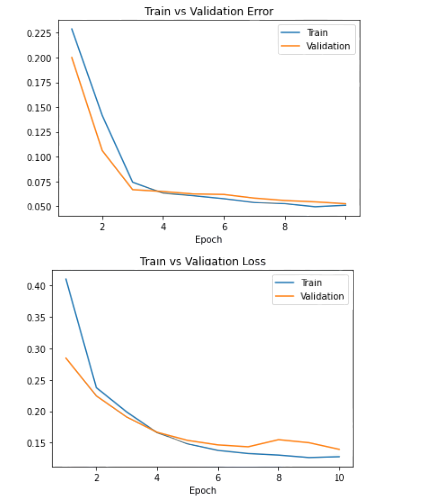 Train vs Validation Error
0.225
0.200
0.175
0.150
0.125
0.100
0.075
0.050
Train
Validation
2 4 6 8
Epoch
Train vs Validation Loss
0.40
0.35
0.30
0.25
0.20
0.15
Train
Validation
2 4 6 8 10
Epoch